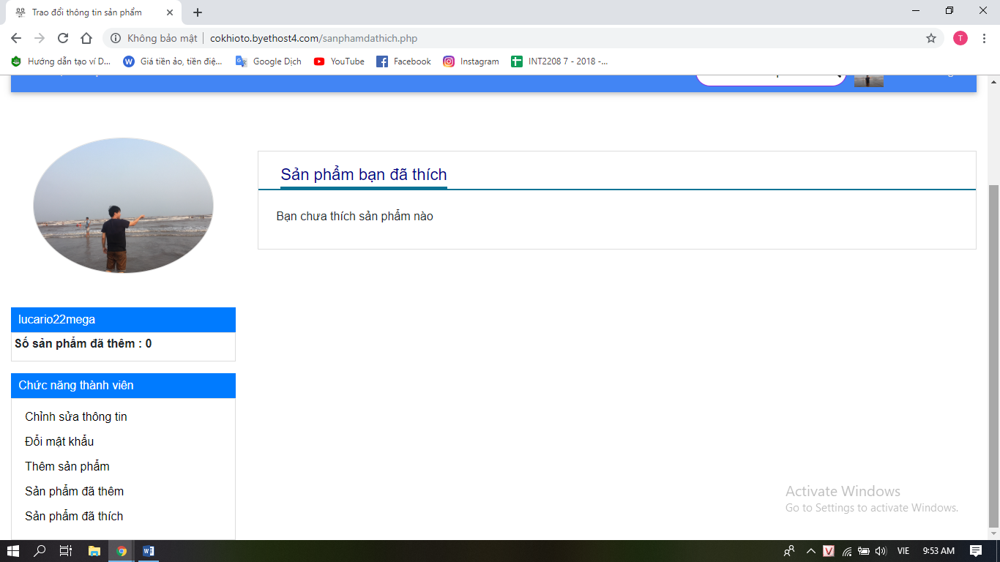 Trao đổi thông tin sản phẩm
Không bảo mật
cokhioto.byethost4.com/sanphamdathich.php
T
Hướng dẫn tạo ví D...
Giá tiền ảo, tiền điệ...
Google Dịch
YouTube
Facebook
Instagram
INT2208 7 - 2018 -...
Sản phẩm bạn đã thích
Bạn chưa thích sản phẩm nào
lucario22mega
Số sản phẩm đã thêm : 0
Chức năng thành viên
Chỉnh sửa thông tin
Đổi mật khẩu
Thêm sản phẩm
Sản phẩm đã thêm
Sản phẩm đã thích
Activate Windows
Go to Settings to activate Windows.
VIE
9:53 AM